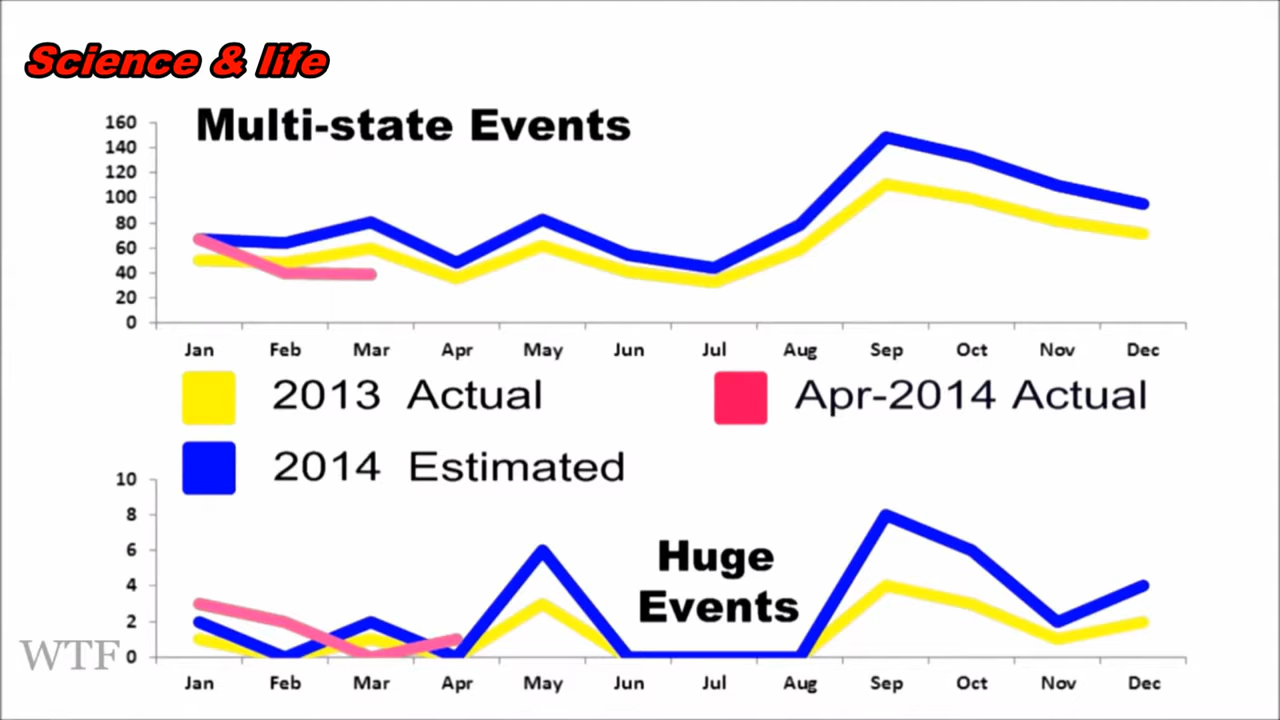 Science & life
Multi-state Events
160
140
120
100
80
60
40
20
0
Jan Feb Mar Apr May Jun Jul Aug Sep Oct Nov Dec
2013 Actual
Apr-2014 Actual
2014 Estimated
10
8
6
4
2
0
Huge
Events
WTF
Jan Feb Mar Apr May Jun Jul Aug Sep Oct Nov Dec